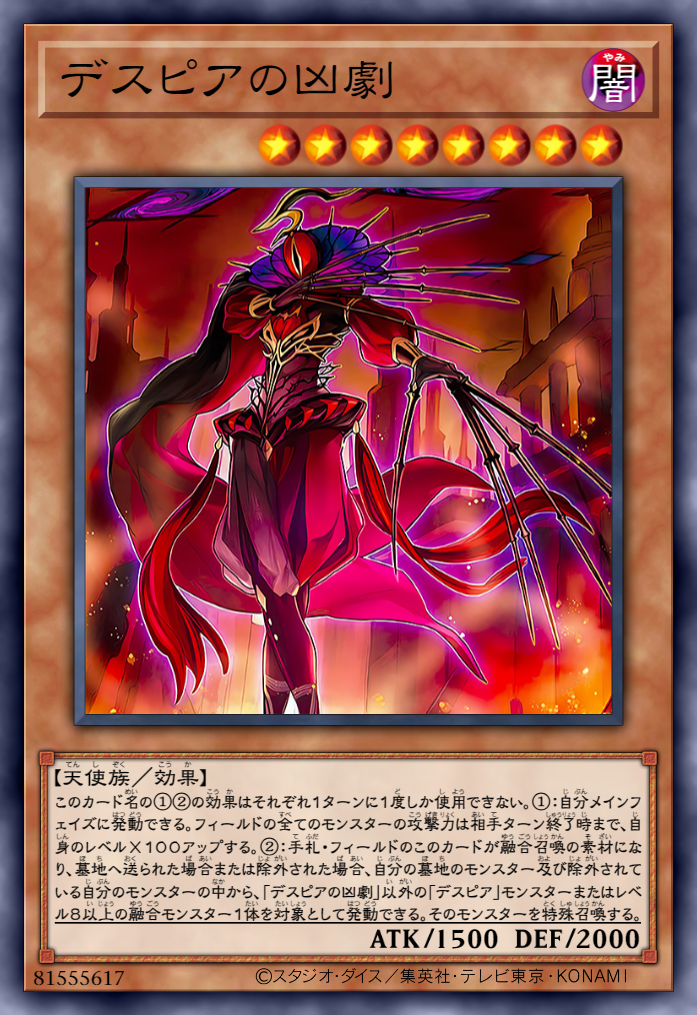 デスピアの凶劇
闇
やみ
【天使族／効果】
このカード名の①②の効果はそれぞれ1ターンに1度しか使用できない。①：自分メインフ
ェイズに発動できる。フィールドの全てのモンスターの攻撃力は相手ターン終了時まで、自
身のレベル×100アップする。②：手札・フィールドのこのカードが融合召喚の素材にな
り、墓地へ送られた場合または除外された場合、自分の墓地のモンスター及び除外されて
いる自分のモンスターの中から、「デスピアの凶劇」以外の「デスピア」モンスターまたはレベ
ル8以上の融合モンスター1体を対象として発動できる。そのモンスターを特殊召喚する。
ATK/1500 DEF/2000
81555617 ©スタジオ・ダイス／集英社・テレビ東京・KONAMI